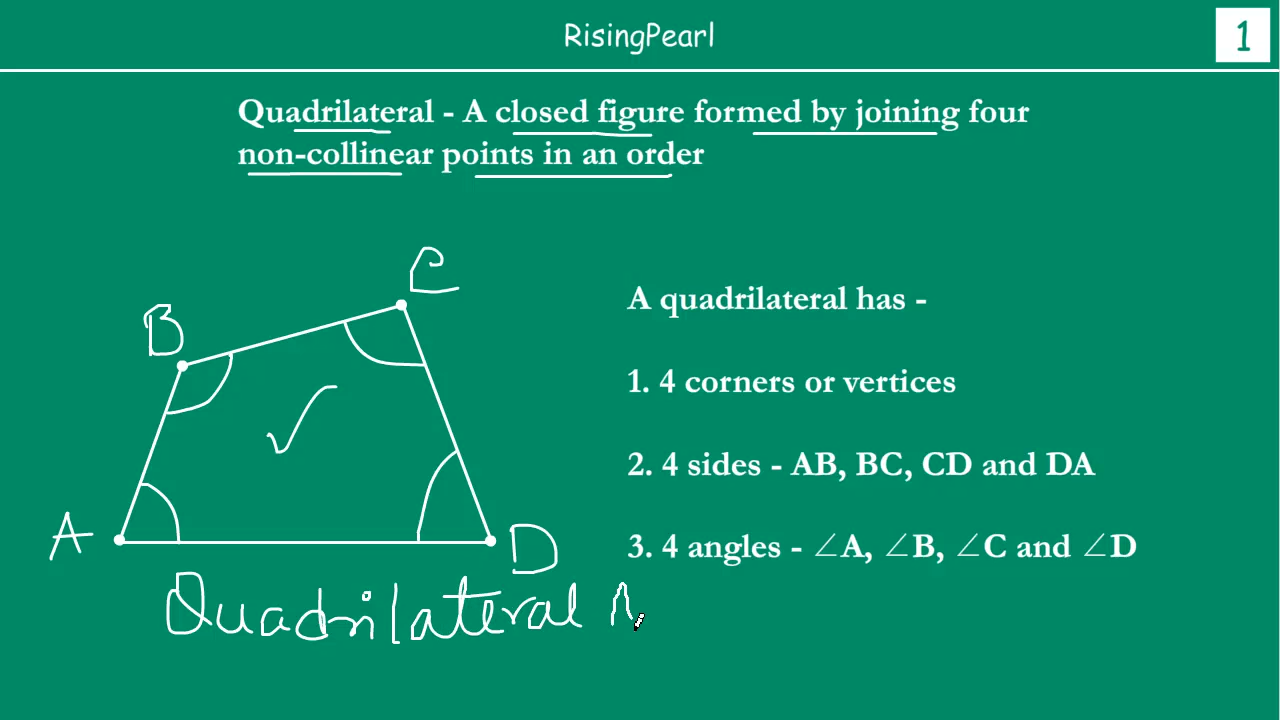 RisingPearl
1
Quadrilateral - A closed figure formed by joining four
non-collinear points in an order
C
B
A quadrilateral has -
1. 4 corners or vertices
2. 4 sides - AB, BC, CD and DA
A
D
3. 4 angles - ∠A, ∠B, ∠C and ∠D
Quadrilateral A